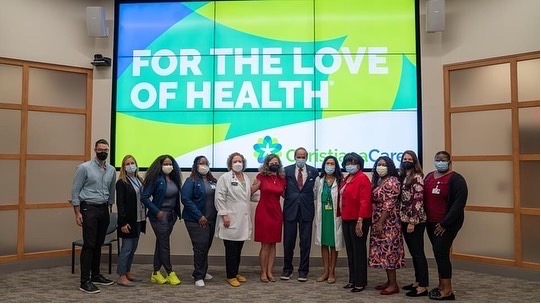 FOR THE LOVE
OF HEALTH®
ChristianaCare